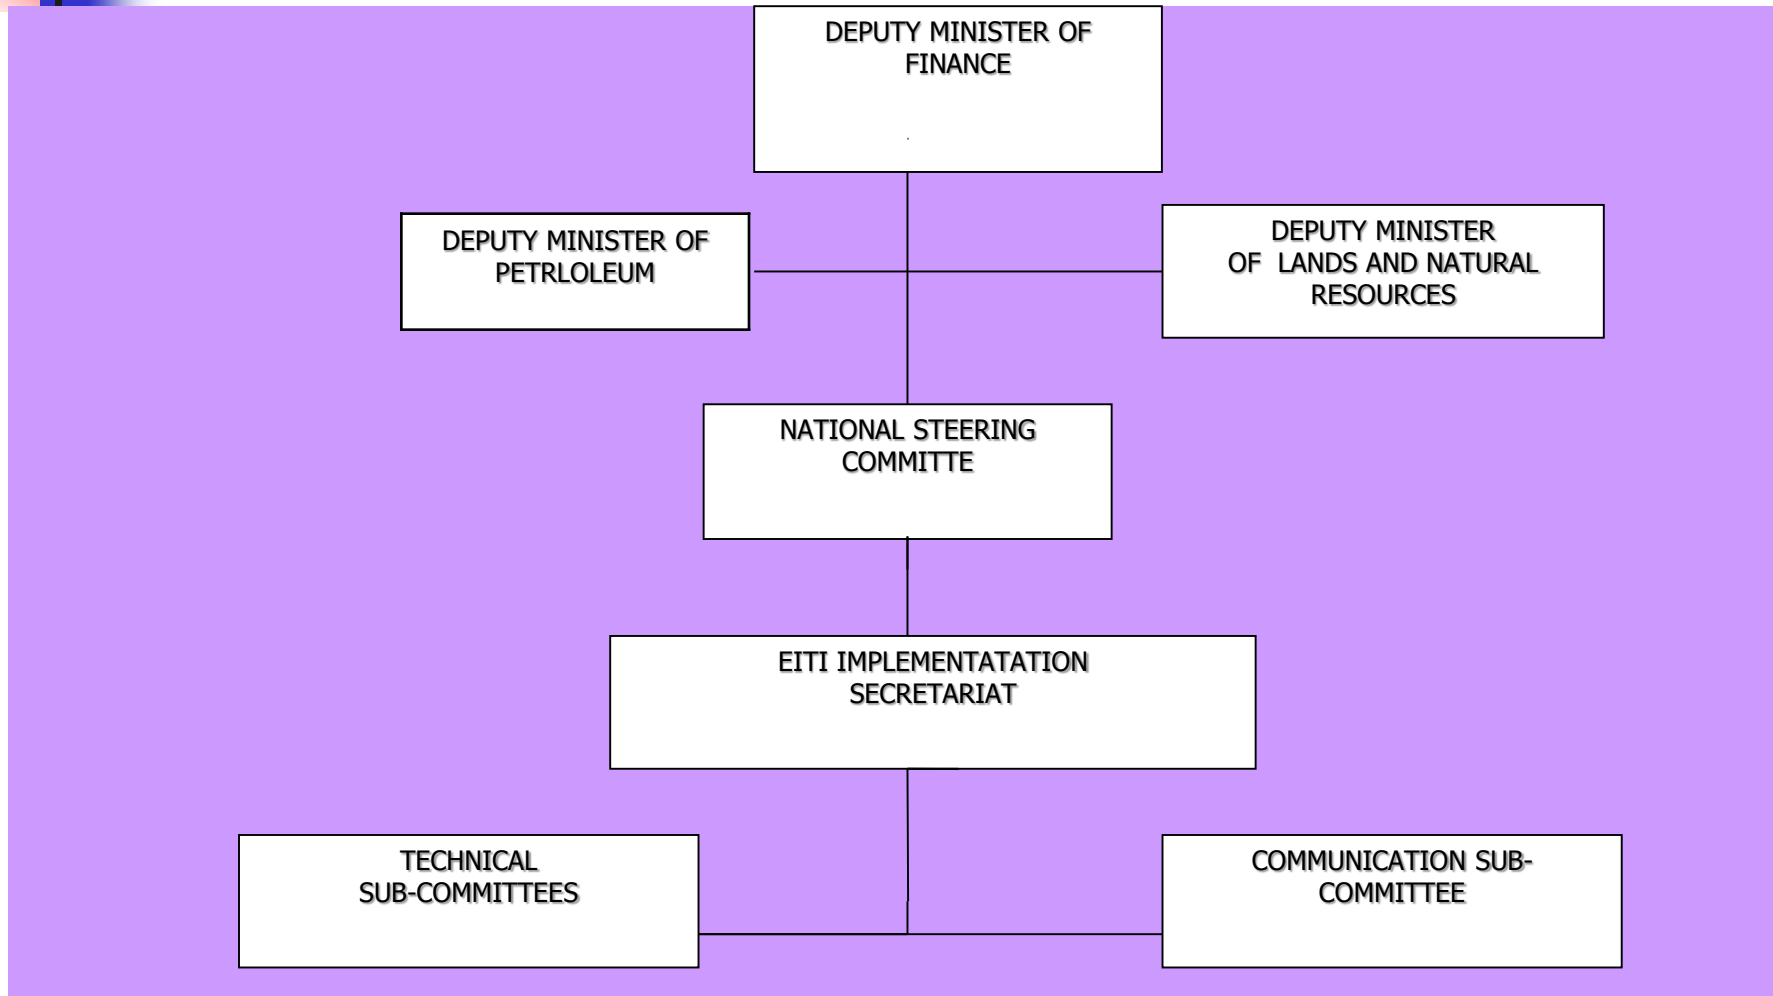 DEPUTY MINISTER OF
FINANCE
DEPUTY MINISTER OF
PETRLOLEUM
DEPUTY MINISTER
OF LANDS AND NATURAL
RESOURCES
NATIONAL STEERING
COMMITTE
EITI IMPLEMENTATATION
SECRETARIAT
TECHNICAL
SUB-COMMITTEES
COMMUNICATION SUB-
COMMITTEE